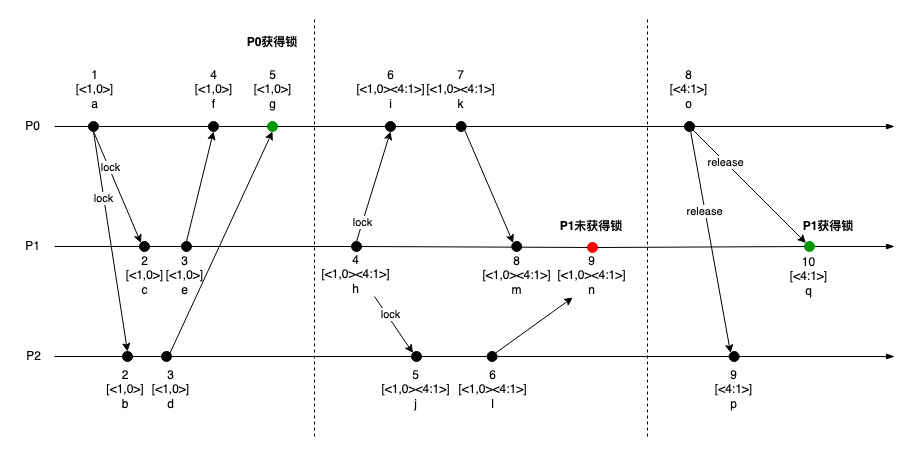 P0获得锁
1
[<1,0>]
a
4
[<1,0>]
f
5
[<1,0>]
g
6
[<1,0><4:1>]
i
7
[<1,0><4:1>]
k
8
[<4:1>]
o
P0
lock
lock
release
release
lock
P1未获得锁
P1获得锁
P1
2
[<1,0>]
c
3
[<1,0>]
e
4
[<1,0><4:1>]
h
8
[<1,0><4:1>]
m
9
[<1,0><4:1>]
n
10
[<4:1>]
q
lock
P2
2
[<1,0>]
b
3
[<1,0>]
d
5
[<1,0><4:1>]
j
6
[<1,0><4:1>]
l
9
[<4:1>]
p